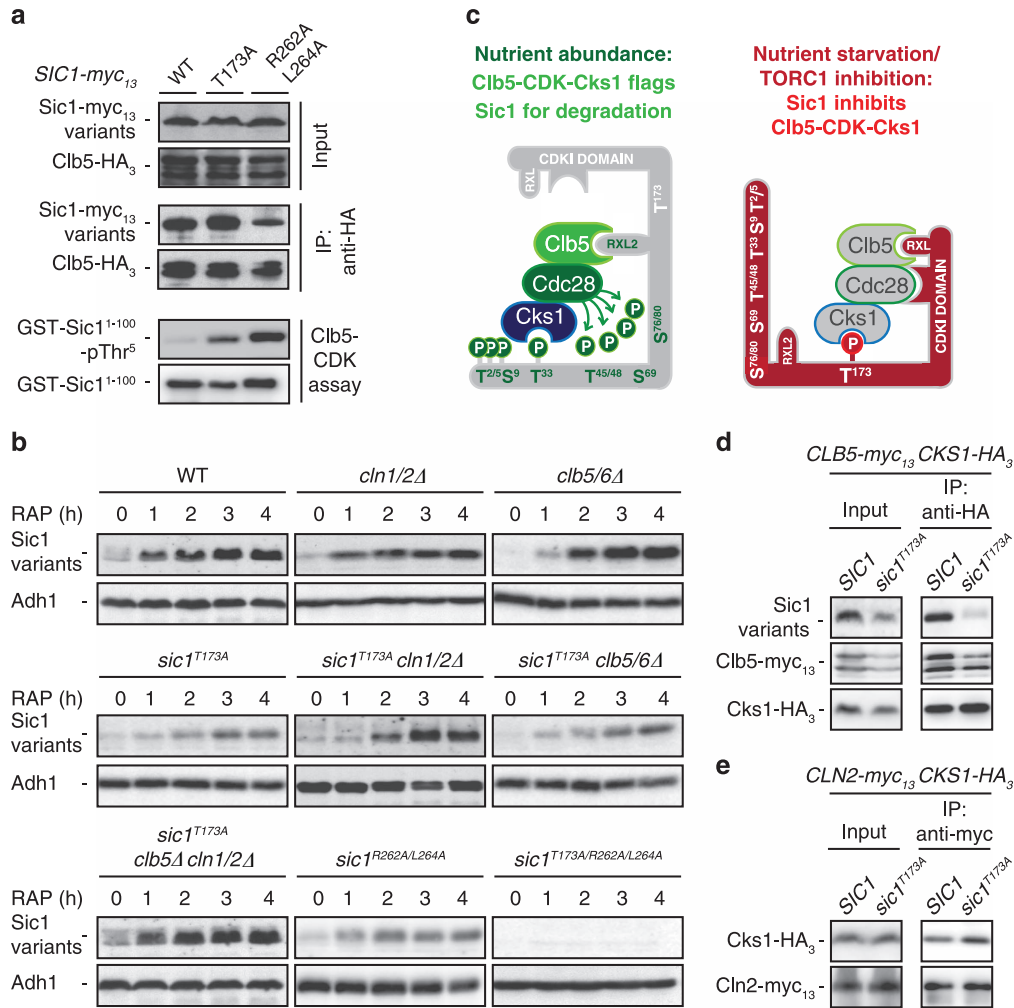 a
SIC1-myc₁₃
WT
T173A
R262A
L264A
Sic1-myc₁₃
variants
Clb5-HA₃
Input
Sic1-myc₁₃
variants
Clb5-HA₃
IP:
anti-HA
GST-Sic1¹⁻¹⁰⁰
-pThr⁵
GST-Sic1¹⁻¹⁰⁰
Clb5-
CDK
assay
c
Nutrient abundance:
Clb5-CDK-Cks1 flags
Sic1 for degradation
CDKI DOMAIN
RXL
T¹⁷³
Clb5
RXL2
Cdc28
Cks1
P
P
P
P
P
P
P
P
P
S⁷⁶/⁸⁰
T²/⁵ S⁹ T³³ T⁴⁵/⁴⁸ S⁶⁹
Nutrient starvation/
TORC1 inhibition:
Sic1 inhibits
Clb5-CDK-Cks1
S⁷⁶/⁸⁰ S⁶⁹ T⁴⁵/⁴⁸ T³³ S⁹ T²/⁵
RXL2
Clb5
RXL
Cdc28
Cks1
P
T¹⁷³
CDKI DOMAIN
b
WT
RAP (h) 0 1 2 3 4
Sic1
variants
Adh1
cln1/2Δ
0 1 2 3 4
clb5/6Δ
0 1 2 3 4
sic1ᵀ¹⁷³ᴬ
RAP (h) 0 1 2 3 4
Sic1
variants
Adh1
sic1ᵀ¹⁷³ᴬ cln1/2Δ
0 1 2 3 4
sic1ᵀ¹⁷³ᴬ clb5/6Δ
0 1 2 3 4
sic1ᵀ¹⁷³ᴬ
clb5Δ cln1/2Δ
RAP (h) 0 1 2 3 4
Sic1
variants
Adh1
sic1ᴿ²⁶²ᴬ/ᴸ²⁶⁴ᴬ
0 1 2 3 4
sic1ᵀ¹⁷³ᴬ/ᴿ²⁶²ᴬ/ᴸ²⁶⁴ᴬ
0 1 2 3 4
d
CLB5-myc₁₃ CKS1-HA₃
Input
IP:
anti-HA
SIC1
sic1ᵀ¹⁷³ᴬ
SIC1
sic1ᵀ¹⁷³ᴬ
Sic1
variants
Clb5-myc₁₃
Cks1-HA₃
e
CLN2-myc₁₃ CKS1-HA₃
Input
IP:
anti-myc
SIC1
sic1ᵀ¹⁷³ᴬ
SIC1
sic1ᵀ¹⁷³ᴬ
Cks1-HA₃
Cln2-myc₁₃